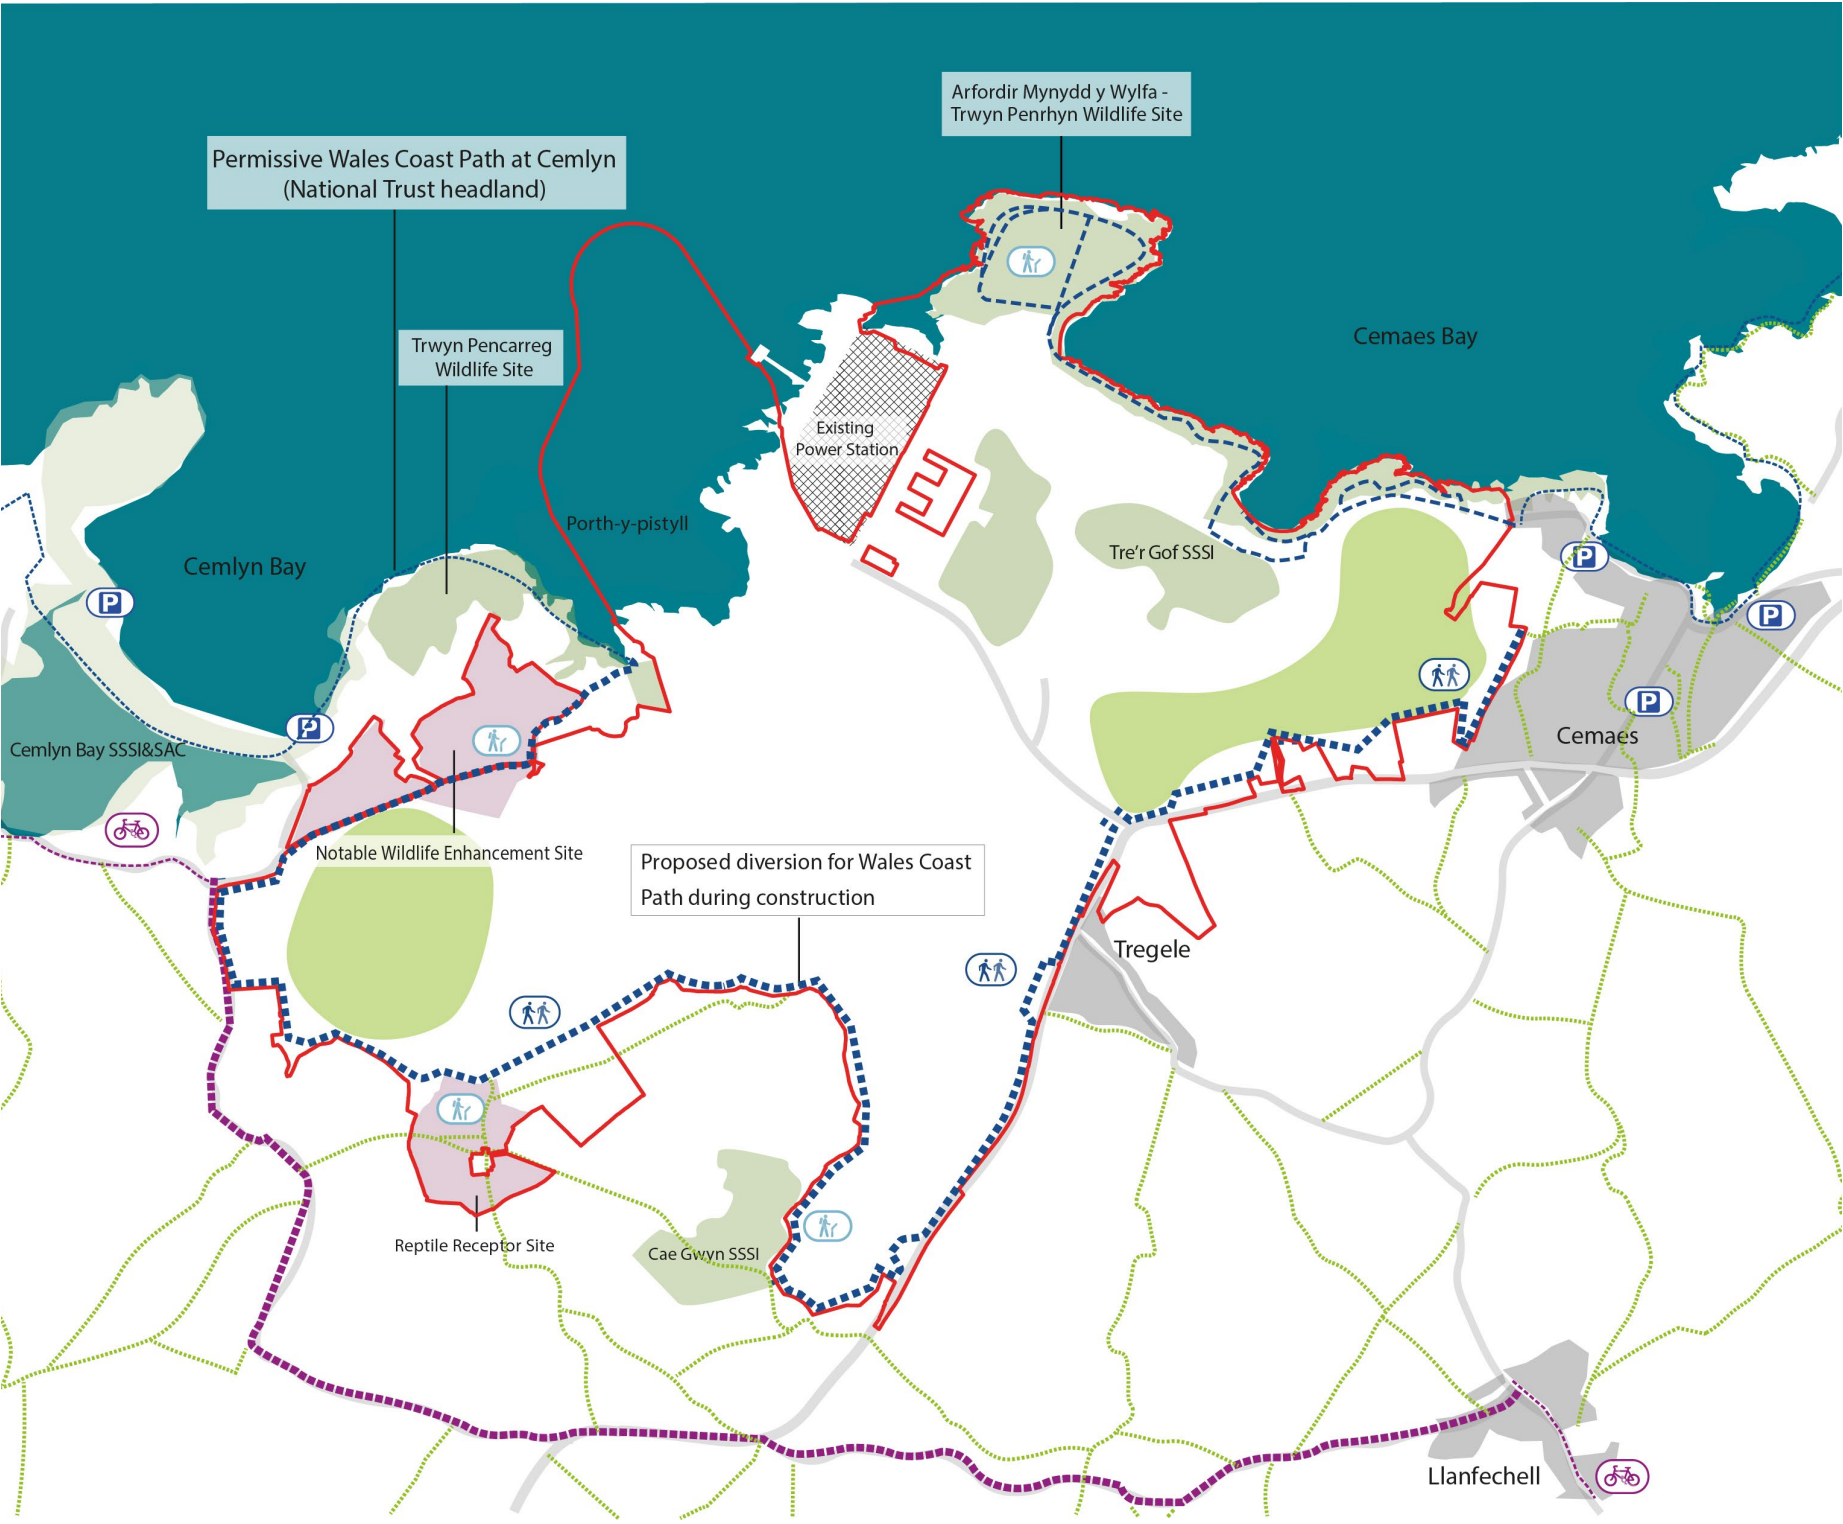 Arfordir Mynydd y Wylfa -
Trwyn Penrhyn Wildlife Site
Permissive Wales Coast Path at Cemlyn
(National Trust headland)
Trwyn Pencarreg
Wildlife Site
Cemaes Bay
Existing
Power Station
Porth-y-pistyll
Cemlyn Bay
Tre'r Gof SSSI
P
P
P
P
P
Cemaes
Cemlyn Bay SSSI&SAC
Notable Wildlife Enhancement Site
Proposed diversion for Wales Coast
Path during construction
Tregele
Reptile Receptor Site
Cae Gwyn SSSI
Llanfechell